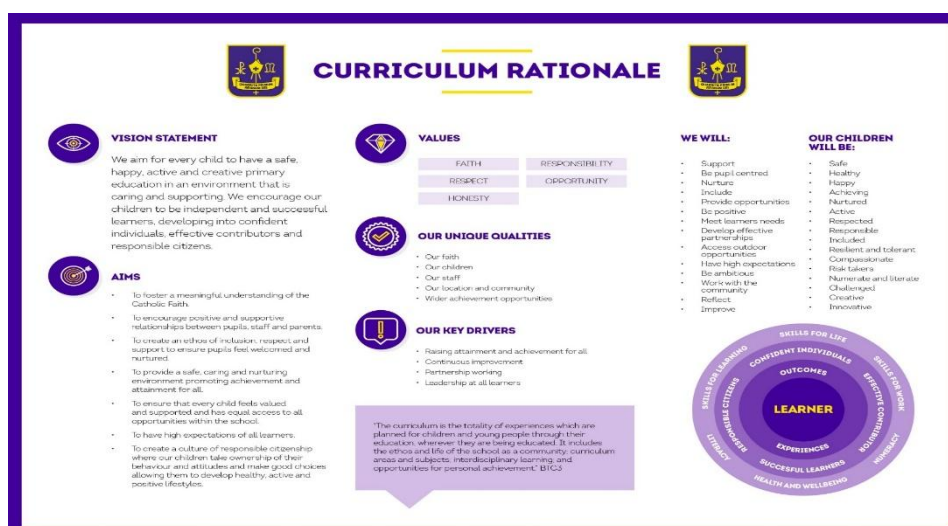 CURRICULUM RATIONALE
VISION STATEMENT
We aim for every child to have a safe,
happy, active and creative primary
education in an environment that is
caring and supporting. We encourage our
children to be independent and successful
learners, developing into confident
individuals, effective contributors and
responsible citizens.
AIMS
To foster a meaningful understanding of the
Catholic Faith.
To encourage positive and supportive
relationships between pupils, staff and parents.
To create an ethos of inclusion, respect and
support to ensure pupils feel welcomed and
nurtured.
To provide a safe, caring and nurturing
environment promoting achievement and
attainment for all.
To ensure that every child feels valued
and supported and has equal access to all
opportunities within the school.
To have high expectations of all learners.
To create a culture of responsible citizenship
where our children take ownership of their
behaviour and attitudes and make good choices
allowing them to develop healthy, active and
positive lifestyles.
VALUES
FAITH
RESPONSIBILITY
RESPECT
OPPORTUNITY
HONESTY
OUR UNIQUE QUALITIES
Our faith
Our children
Our staff
Our location and community
Wider achievement opportunities
OUR KEY DRIVERS
Raising attainment and achievement for all
Continuous improvement
Partnership working
Leadership at all learners
"The curriculum is the totality of experiences which are
planned for children and young people through their
education, wherever they are being educated. It includes
the ethos and life of the school as a community; curriculum
areas and subjects; interdisciplinary learning; and
opportunities for personal achievement." BTC3
WE WILL:
Support
Be pupil centred
Nurture
Include
Provide opportunities
Be positive
Meet learners needs
Develop effective
partnerships
Access outdoor
opportunities
Have high expectations
Be ambitious
Work with the
community
Reflect
Improve
OUR CHILDREN
WILL BE:
Safe
Healthy
Happy
Achieving
Nurtured
Active
Respected
Responsible
Included
Resilient and tolerant
Compassionate
Risk takers
Numerate and literate
Challenged
Creative
Innovative
SKILLS FOR LIFE
SKILLS FOR LEARNING
SKILLS FOR WORK
CONFIDENT INDIVIDUALS
RESPONSIBLE CITIZENS
EFFECTIVE CONTRIBUTOR
OUTCOMES
LEARNER
EXPERIENCES
SUCCESFUL LEARNERS
LITERACY
NUMERACY
HEALTH AND WELLBEING